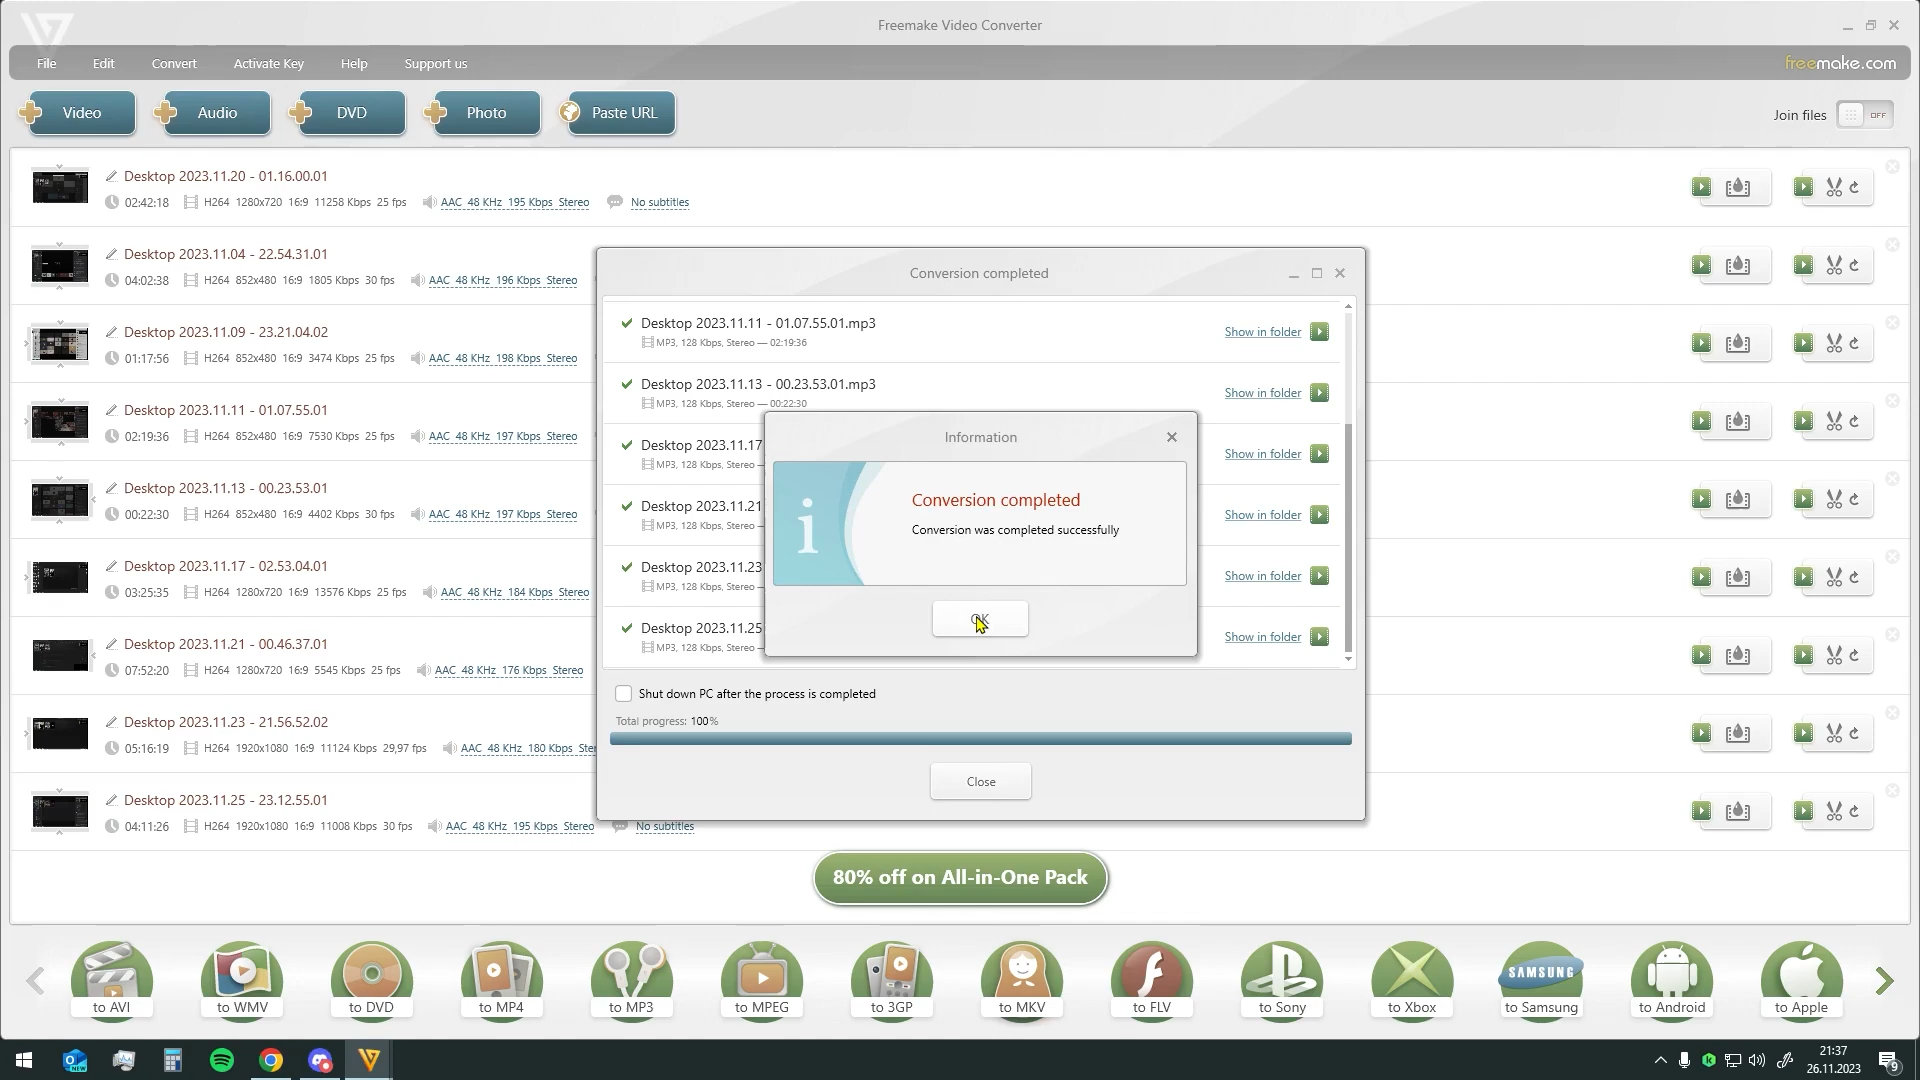 Freemake Video Converter
File Edit Convert Activate Key Help Support us
freemake.com
Video Audio DVD Photo Paste URL
Join files OFF
Desktop 2023.11.20 - 01.16.00.01
02:42:18 H264 1280x720 16:9 11258 Kbps 25 fps AAC 48 KHz 195 Kbps Stereo No subtitles
Desktop 2023.11.04 - 22.54.31.01
04:02:38 H264 852x480 16:9 1805 Kbps 30 fps AAC 48 KHz 196 Kbps Stereo
Desktop 2023.11.09 - 23.21.04.02
01:17:56 H264 852x480 16:9 3474 Kbps 25 fps AAC 48 KHz 198 Kbps Stereo
Desktop 2023.11.11 - 01.07.55.01
02:19:36 H264 852x480 16:9 7530 Kbps 25 fps AAC 48 KHz 197 Kbps Stereo
Desktop 2023.11.13 - 00.23.53.01
00:22:30 H264 852x480 16:9 4402 Kbps 30 fps AAC 48 KHz 197 Kbps Stereo
Desktop 2023.11.17 - 02.53.04.01
03:25:35 H264 1280x720 16:9 13576 Kbps 25 fps AAC 48 KHz 184 Kbps Stereo
Desktop 2023.11.21 - 00.46.37.01
07:52:20 H264 1280x720 16:9 5545 Kbps 25 fps AAC 48 KHz 176 Kbps Stereo
Desktop 2023.11.23 - 21.56.52.02
05:16:19 H264 1920x1080 16:9 11124 Kbps 29,97 fps AAC 48 KHz 180 Kbps Ster
Desktop 2023.11.25 - 23.12.55.01
04:11:26 H264 1920x1080 16:9 11008 Kbps 30 fps AAC 48 KHz 195 Kbps Stereo No subtitles
Conversion completed
Desktop 2023.11.11 - 01.07.55.01.mp3
MP3, 128 Kbps, Stereo — 02:19:36
Show in folder
Desktop 2023.11.13 - 00.23.53.01.mp3
MP3, 128 Kbps, Stereo — 00:22:30
Show in folder
Desktop 2023.11.17
MP3, 128 Kbps, Stereo —
Show in folder
Desktop 2023.11.21
MP3, 128 Kbps, Stereo —
Show in folder
Desktop 2023.11.23
MP3, 128 Kbps, Stereo —
Show in folder
Desktop 2023.11.25
MP3, 128 Kbps, Stereo —
Show in folder
Information
i
Conversion completed
Conversion was completed successfully
OK
Shut down PC after the process is completed
Total progress: 100%
Close
80% off on All-in-One Pack
SAMSUNG
to AVI to WMV to DVD to MP4 to MP3 to MPEG to 3GP to MKV to FLV to Sony to Xbox to Samsung to Android to Apple
NEW
21:37
26.11.2023
9